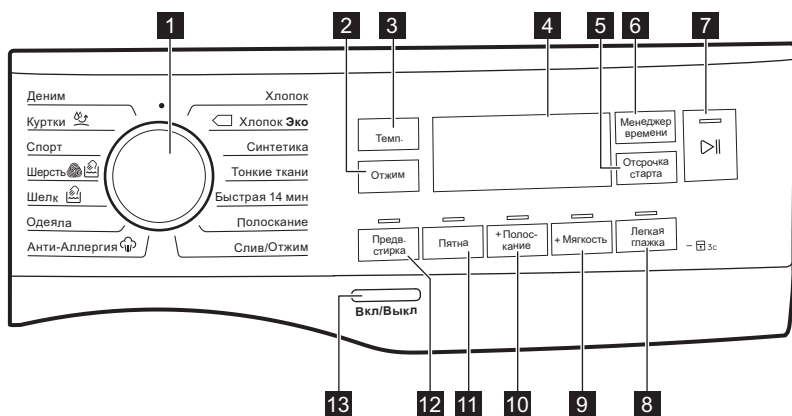 1
2
3
4
5
6
7
Деним
Куртки
Спорт
Шерсть
Шелк
Одеяла
Анти-Аллергия
Хлопок
Хлопок Эко
Синтетика
Тонкие ткани
Быстрая 14 мин
Полоскание
Слив/Отжим
Темп.
Отжим
Менеджер
времени
Отсрочка
старта
Предв.
стирка
Пятна
+ Полос-
кание
+ Мягкость
Легкая
глажка
3с
Вкл/Выкл
13
12
11
10
9
8